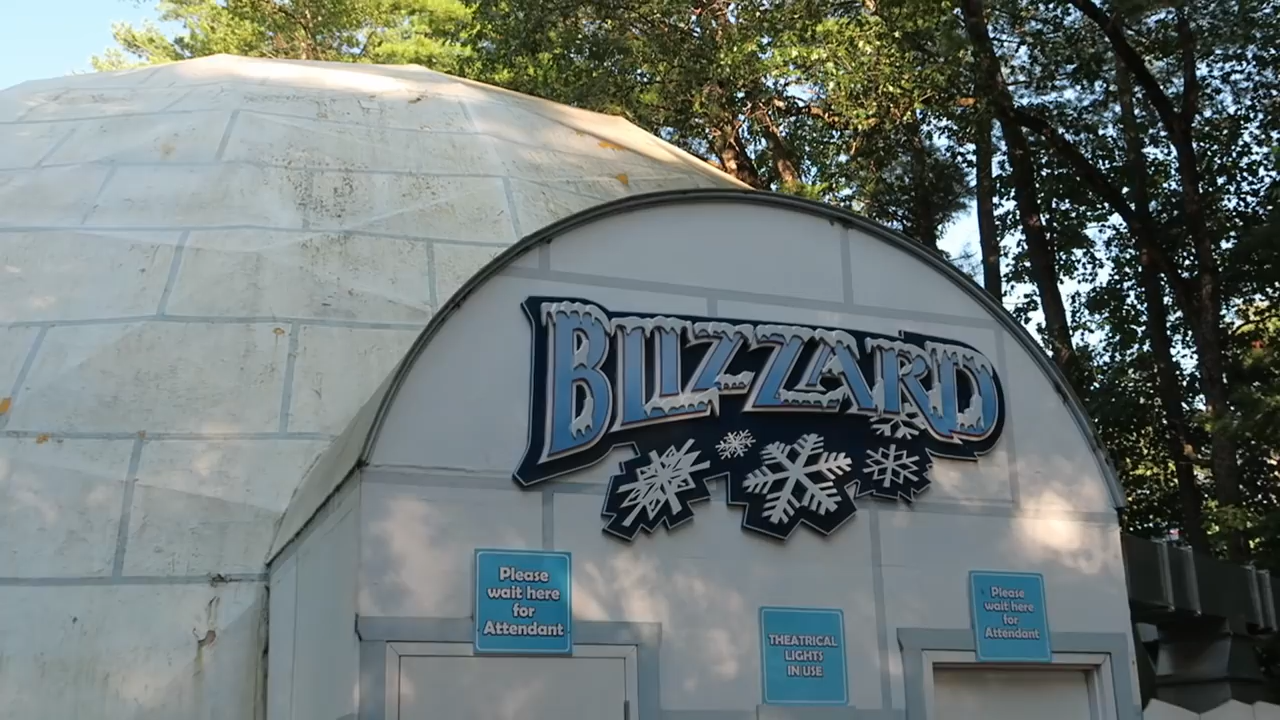 BLIZZARD
Please
wait here
for
Attendant
THEATRICAL
LIGHTS
IN USE
Please
wait here
for
Attendant